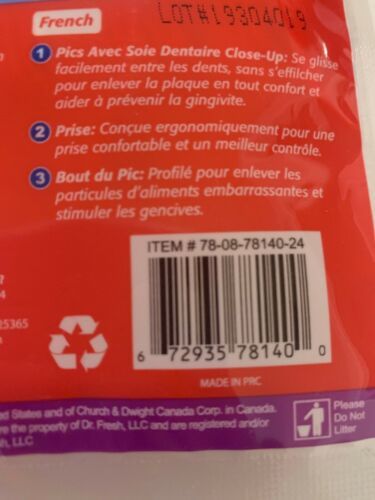 French
LOT#19304019
1 Pics Avec Soie Dentaire Close-Up: Se glisse
facilement entre les dents, sans s'effilcher
pour enlever la plaque en tout confort et
aider à prévenir la gingivite.
2 Prise: Conçue ergonomiquement pour une
prise confortable et un meilleur contrôle.
3 Bout du Pic: Profilé pour enlever les
particules d'aliments embarrassantes et
stimuler les gencives.
ITEM # 78-08-78140-24
?
4
25365
6 72935 78140 0
MADE IN PRC
ed States and of Church & Dwight Canada Corp. in Canada.
re the property of Dr. Fresh, LLC and are registered and/or
sh, LLC
Please
Do Not
Litter